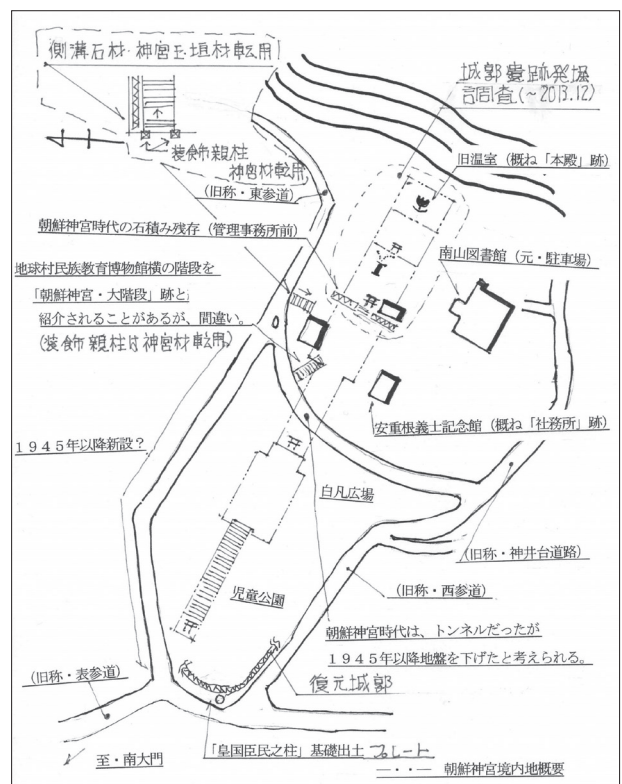 側溝石材・神宮玉垣材転用
装飾親柱
神宮材転用
(旧称・東参道)
城郭遺跡発掘
調査(~2013.12)
旧温室(概ね「本殿」跡)
朝鮮神宮時代の石積み残存(管理事務所前)
南山図書館(元・駐車場)
地球村民族教育博物館横の階段を
「朝鮮神宮・大階段」跡と
紹介されることがあるが、間違い。
(装飾親柱は神宮材転用。)
安重根義士記念館(概ね「社務所」跡)
1945年以降新設?
白凡広場
(旧称・神井台道路)
(旧称・西参道)
児童公園
朝鮮神宮時代は、トンネルだったが
1945年以降地盤を下げたと考えられる。
(旧称・表参道)
復元城郭
「皇国臣民之柱」基礎出土プレート
至・南大門
朝鮮神宮境内地概要